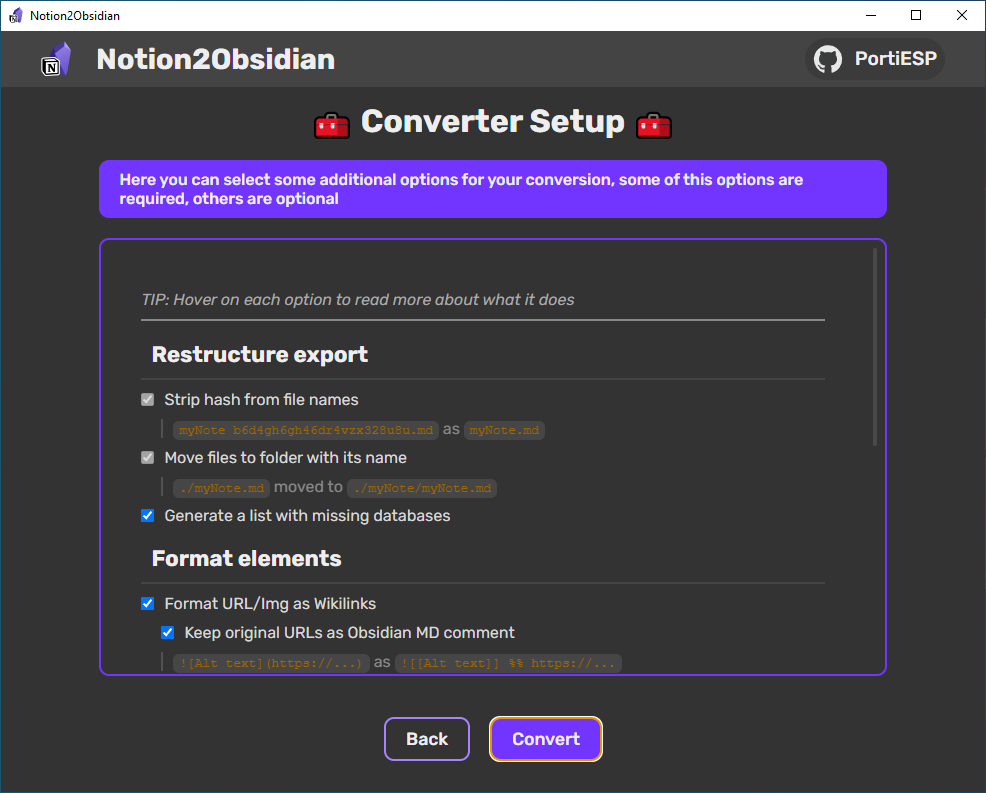 Notion2Obsidian
Notion2Obsidian
PortiESP
Converter Setup
Here you can select some additional options for your conversion, some of this options are
required, others are optional
TIP: Hover on each option to read more about what it does
Restructure export
Strip hash from file names
myNote b6d4gh6gh46dr4vzx328u8u.md as myNote.md
Move files to folder with its name
./myNote.md moved to ./myNote/myNote.md
Generate a list with missing databases
Format elements
Format URL/Img as Wikilinks
Keep original URLs as Obsidian MD comment
![Alt text](https://...) as ![[Alt text]] %% https://...
Back
Convert